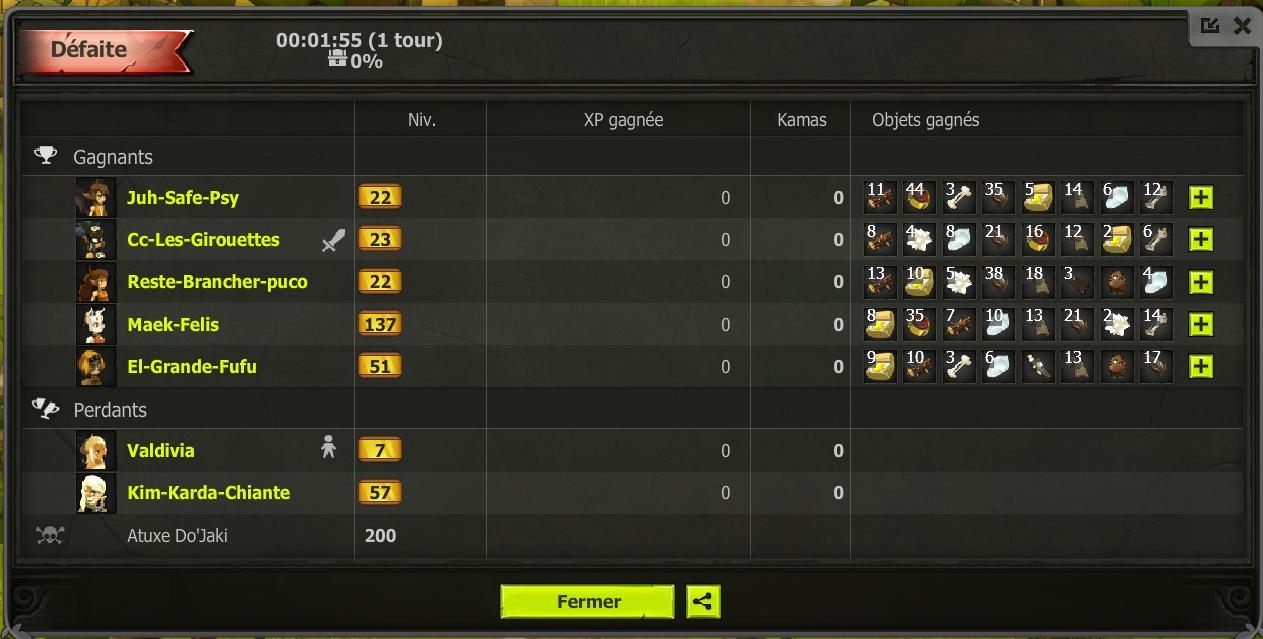 Défaite
00:01:55 (1 tour)
0%
Niv. XP gagnée Kamas Objets gagnés
Gagnants
Juh-Safe-Psy 22 0 0 11 44 3 35 5 14 6 12
Cc-Les-Girouettes 23 0 0 8 4 8 21 16 12 2 6
Reste-Brancher-puco 22 0 0 13 10 5 38 18 3 4
Maek-Felis 137 0 0 8 35 7 10 13 21 2 14
El-Grande-Fufu 51 0 0 9 10 3 6 13 17
Perdants
Valdivia 7 0 0
Kim-Karda-Chiante 57 0 0
Atuxe Do'Jaki 200
Fermer